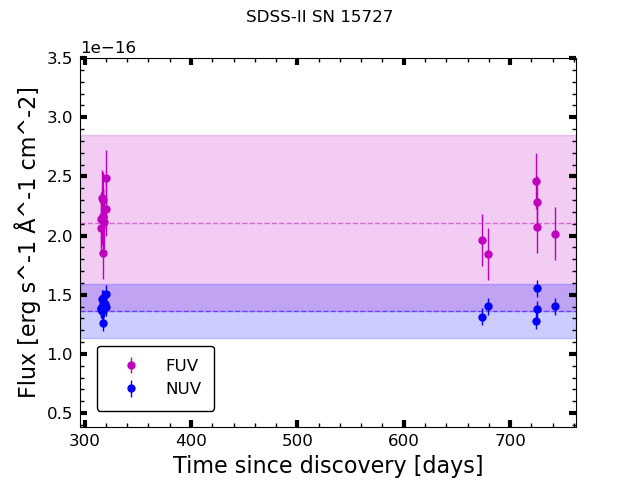 SDSS-II SN 15727
1e−16
3.5
3.0
2.5
2.0
1.5
1.0
0.5
Flux [erg s^-1 Å^-1 cm^-2]
FUV
NUV
300 400 500 600 700
Time since discovery [days]